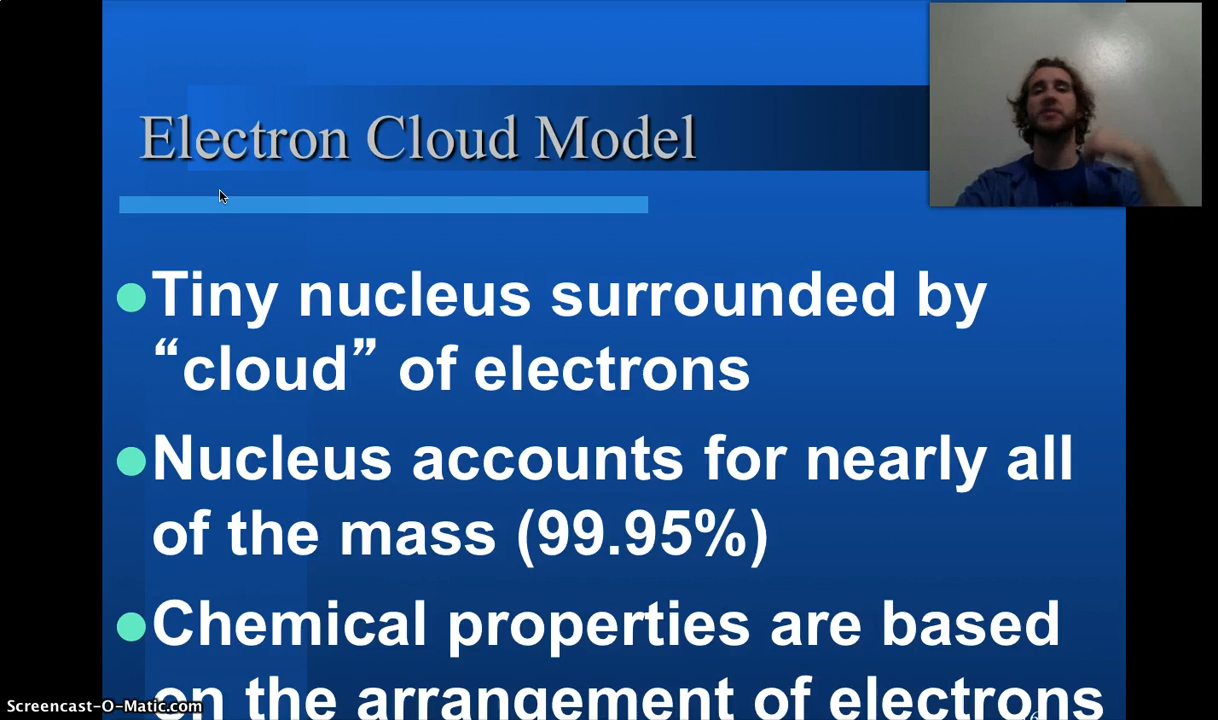 Electron Cloud Model
Tiny nucleus surrounded by
“cloud” of electrons
Nucleus accounts for nearly all
of the mass (99.95%)
Chemical properties are based
on the arrangement of electrons
Screencast-O-Matic.com